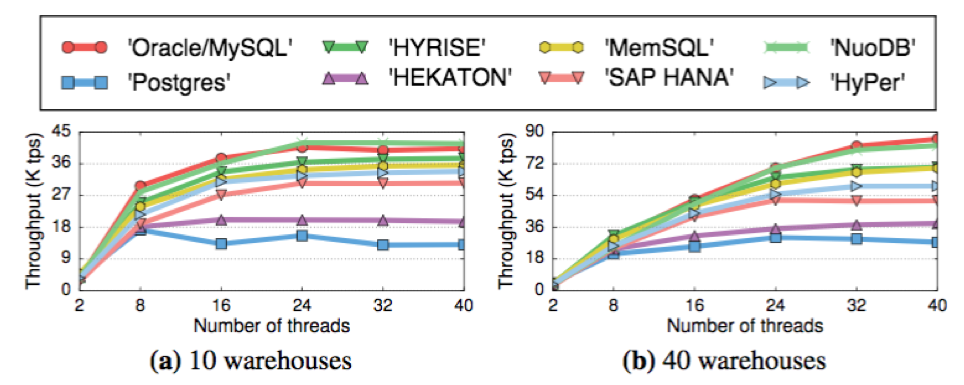 'Oracle/MySQL' 'HYRISE' 'MemSQL' 'NuoDB'
'Postgres' 'HEKATON' 'SAP HANA' 'HyPer'
Throughput (K tps)
45
36
27
18
9
0
2 8 16 24 32 40
Number of threads
(a) 10 warehouses
Throughput (K tps)
90
72
54
36
18
0
2 8 16 24 32 40
Number of threads
(b) 40 warehouses